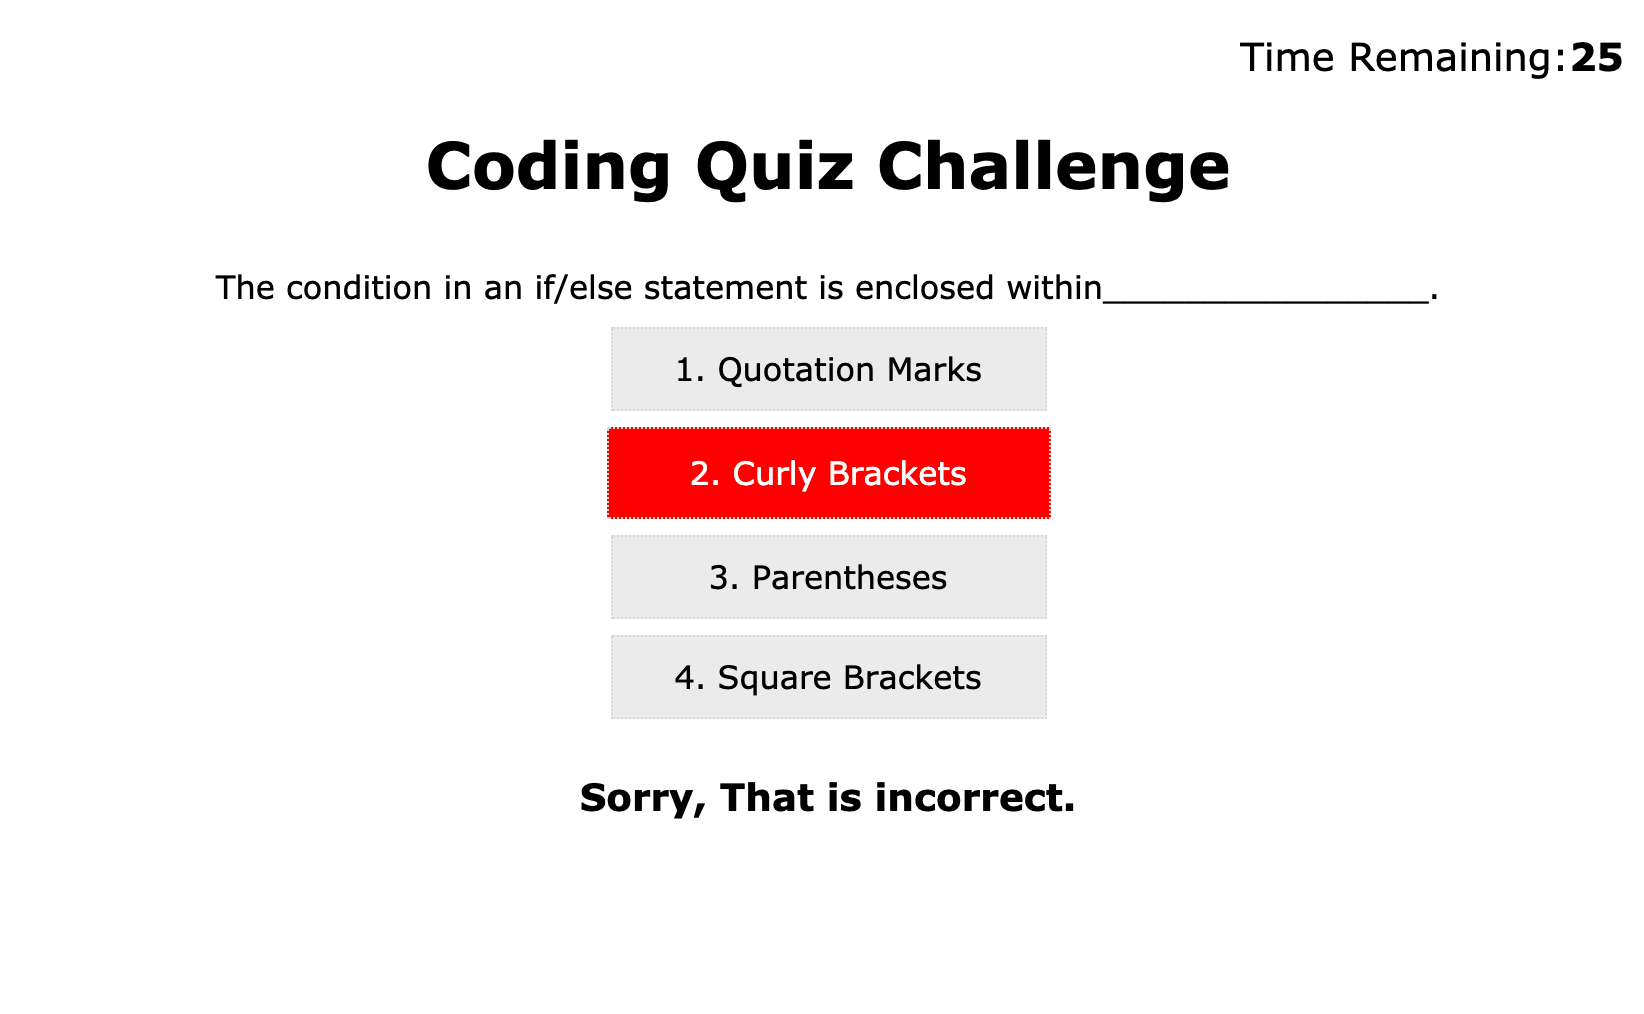 Time Remaining:25
Coding Quiz Challenge
The condition in an if/else statement is enclosed within__________________.
1. Quotation Marks
2. Curly Brackets
3. Parentheses
4. Square Brackets
Sorry, That is incorrect.